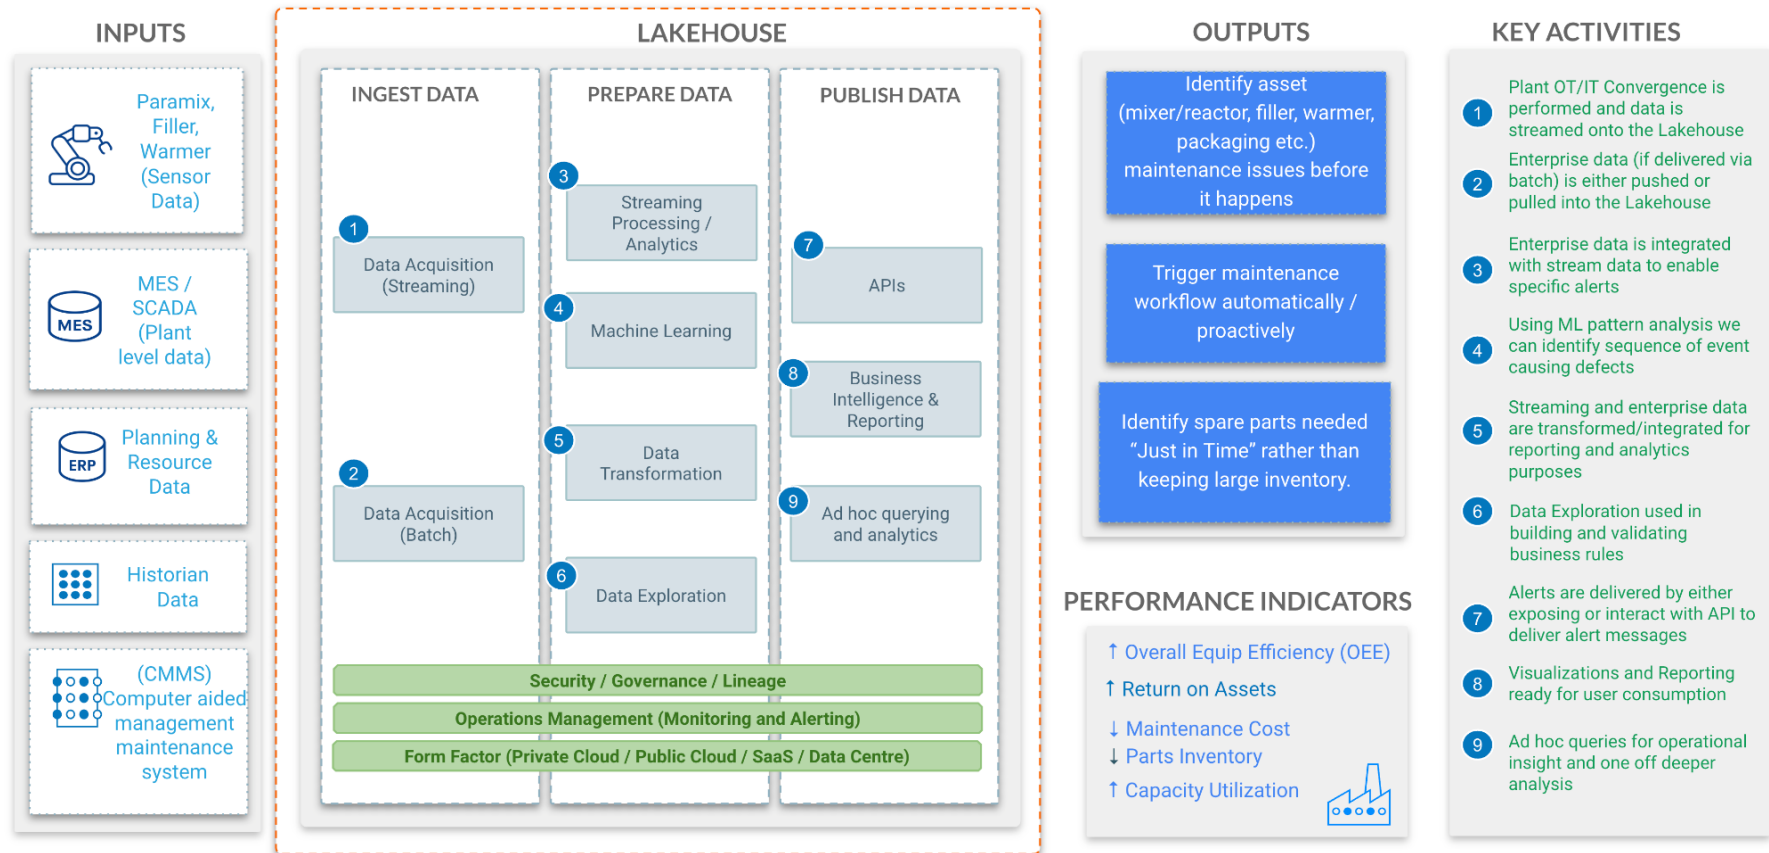 INPUTS
Paramix,
Filler,
Warmer
(Sensor
Data)
MES
MES /
SCADA
(Plant
level data)
ERP
Planning &
Resource
Data
Historian
Data
(CMMS)
Computer aided
management
maintenance
system
LAKEHOUSE
INGEST DATA
1
Data Acquisition
(Streaming)
2
Data Acquisition
(Batch)
PREPARE DATA
3
Streaming
Processing /
Analytics
4
Machine Learning
5
Data
Transformation
6
Data Exploration
PUBLISH DATA
7
APIs
8
Business
Intelligence &
Reporting
9
Ad hoc querying
and analytics
Security / Governance / Lineage
Operations Management (Monitoring and Alerting)
Form Factor (Private Cloud / Public Cloud / SaaS / Data Centre)
OUTPUTS
Identify asset
(mixer/reactor, filler, warmer,
packaging etc.)
maintenance issues before
it happens
Trigger maintenance
workflow automatically /
proactively
Identify spare parts needed
“Just in Time” rather than
keeping large inventory.
PERFORMANCE INDICATORS
↑ Overall Equip Efficiency (OEE)
↑ Return on Assets
↓ Maintenance Cost
↓ Parts Inventory
↑ Capacity Utilization
KEY ACTIVITIES
1
Plant OT/IT Convergence is
performed and data is
streamed onto the Lakehouse
2
Enterprise data (if delivered via
batch) is either pushed or
pulled into the Lakehouse
3
Enterprise data is integrated
with stream data to enable
specific alerts
4
Using ML pattern analysis we
can identify sequence of event
causing defects
5
Streaming and enterprise data
are transformed/integrated for
reporting and analytics
purposes
6
Data Exploration used in
building and validating
business rules
7
Alerts are delivered by either
exposing or interact with API to
deliver alert messages
8
Visualizations and Reporting
ready for user consumption
9
Ad hoc queries for operational
insight and one off deeper
analysis